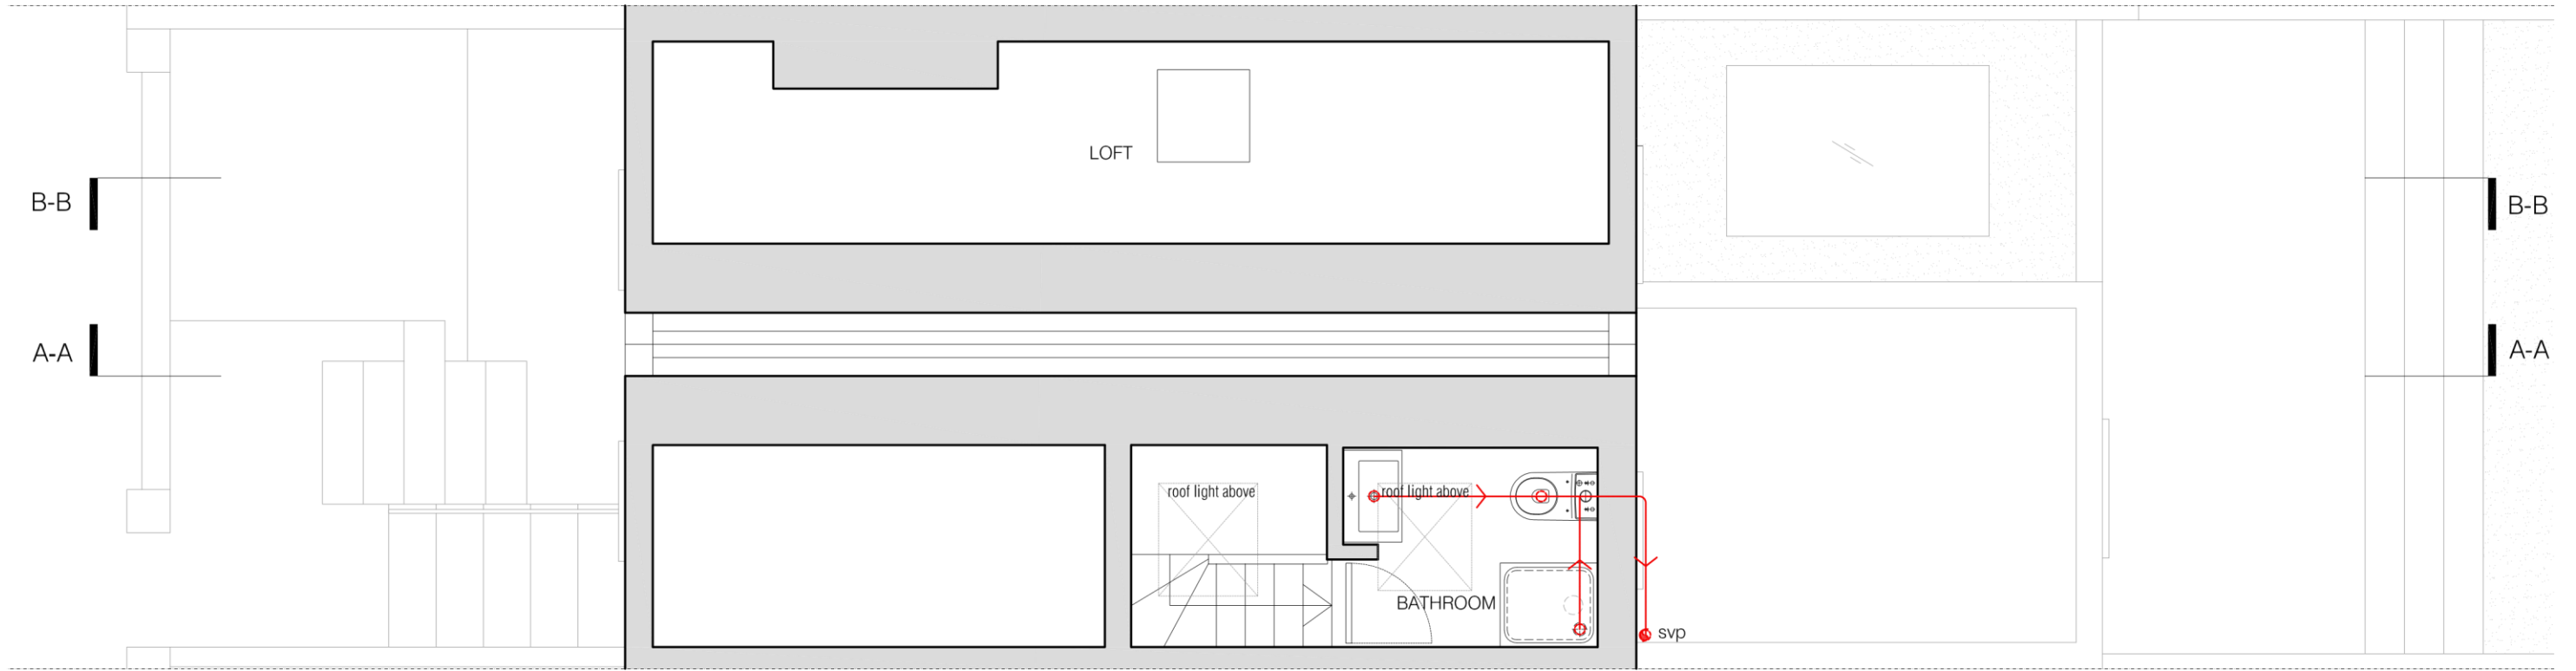 LOFT
B-B
B-B
A-A
A-A
roof light above
roof light above
BATHROOM
svp